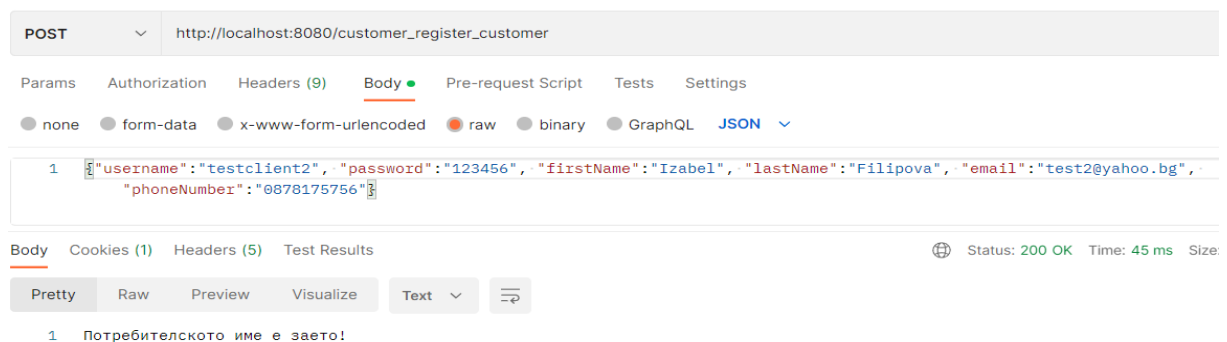 POST http://localhost:8080/customer_register_customer
Params Authorization Headers (9) Body Pre-request Script Tests Settings
none form-data x-www-form-urlencoded raw binary GraphQL JSON
1 {"username":"testclient2", "password":"123456", "firstName":"Izabel", "lastName":"Filipova", "email":"test2@yahoo.bg",
"phoneNumber":"0878175756"}
Body Cookies (1) Headers (5) Test Results Status: 200 OK Time: 45 ms Size:
Pretty Raw Preview Visualize Text
1 Потребителското име е заето!